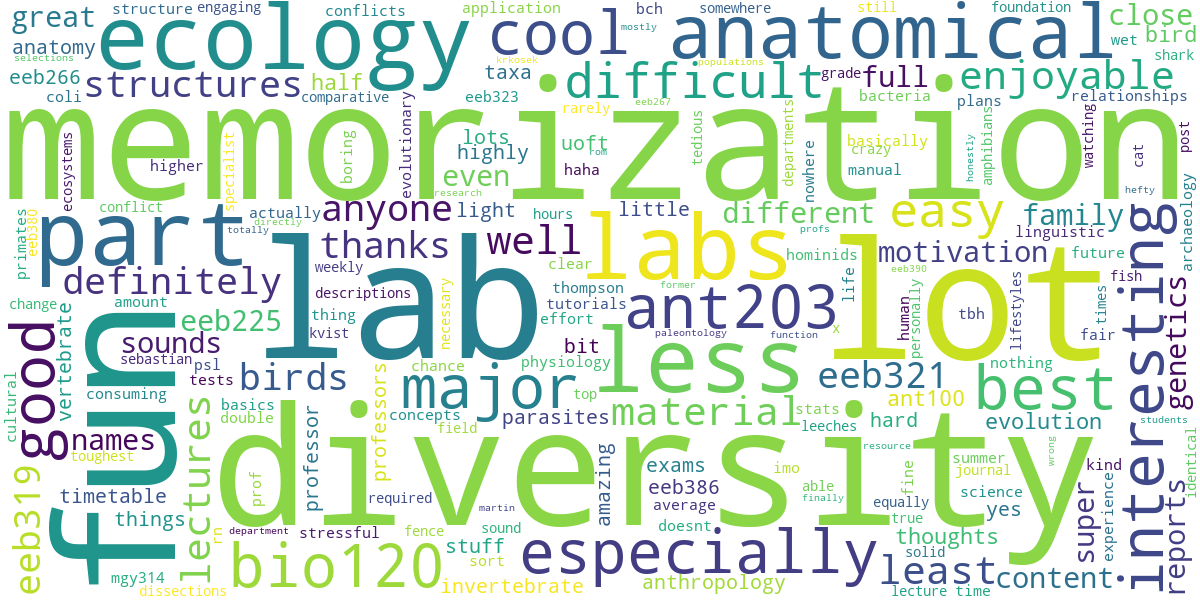 great
structure
engaging
conflicts
application
bch
somewhere
still
foundation
close
anatomy
ecology
cool
mostly
anatomical
wet
bird
selections
eeb266
taxa
krkosek
populations
shark
structures
half
difficult
grade
full
enjoyable
coli
comparative
eeb323
rarely
eeb267
bacteria
plans
relationships
memorization
ecosystems
higher
specialist
boring
evolutionary
lots
highly
even
uoft
rom
haha
tedious
departments
nowhere
basically
crazy
manual
honestly
amphibians
watching
cat
post
research
hefty
primates
eeb380
conflict
part
actually
directly
totally
anyone
light
hours
little
different
profs
easy
family
linguistic
archaeology
thanks
well
labs
motivation
future
definitely
weekly
clear
hominids
eeb390
lab
lot
descriptions
necessary
thompson
tutorials
former
life
human
personally
lifestyles
fish
times
interesting
change
amount
thing
kvist
effort
ant203
tbh
fair
vertebrate
eeb225
paleontology
function
x
good
sounds
bit
genetics
fun
sebastian
psl
tests
chance
physiology
less
eeb321
nothing
cultural
consuming
birds
major
top
best
basics
double
professors
concepts
field
parasites
material
stats
leeches
ant100
hard
evolution
students
names
toughest
lectures
diversity
professor
prof
amazing
exams
imo
resource
wrong
summer
journal
kind
identical
eeb319
timetable
required
martin
eeb386
average
able
finally
equally
fine
science
yes
super
experience
reports
things
rn
department
stressful
fence
sound
doesnt
true
thoughts
mgy314
bio120
stuff
sort
especially
solid
least
content
dissections
invertebrate
anthropology
lecture
time